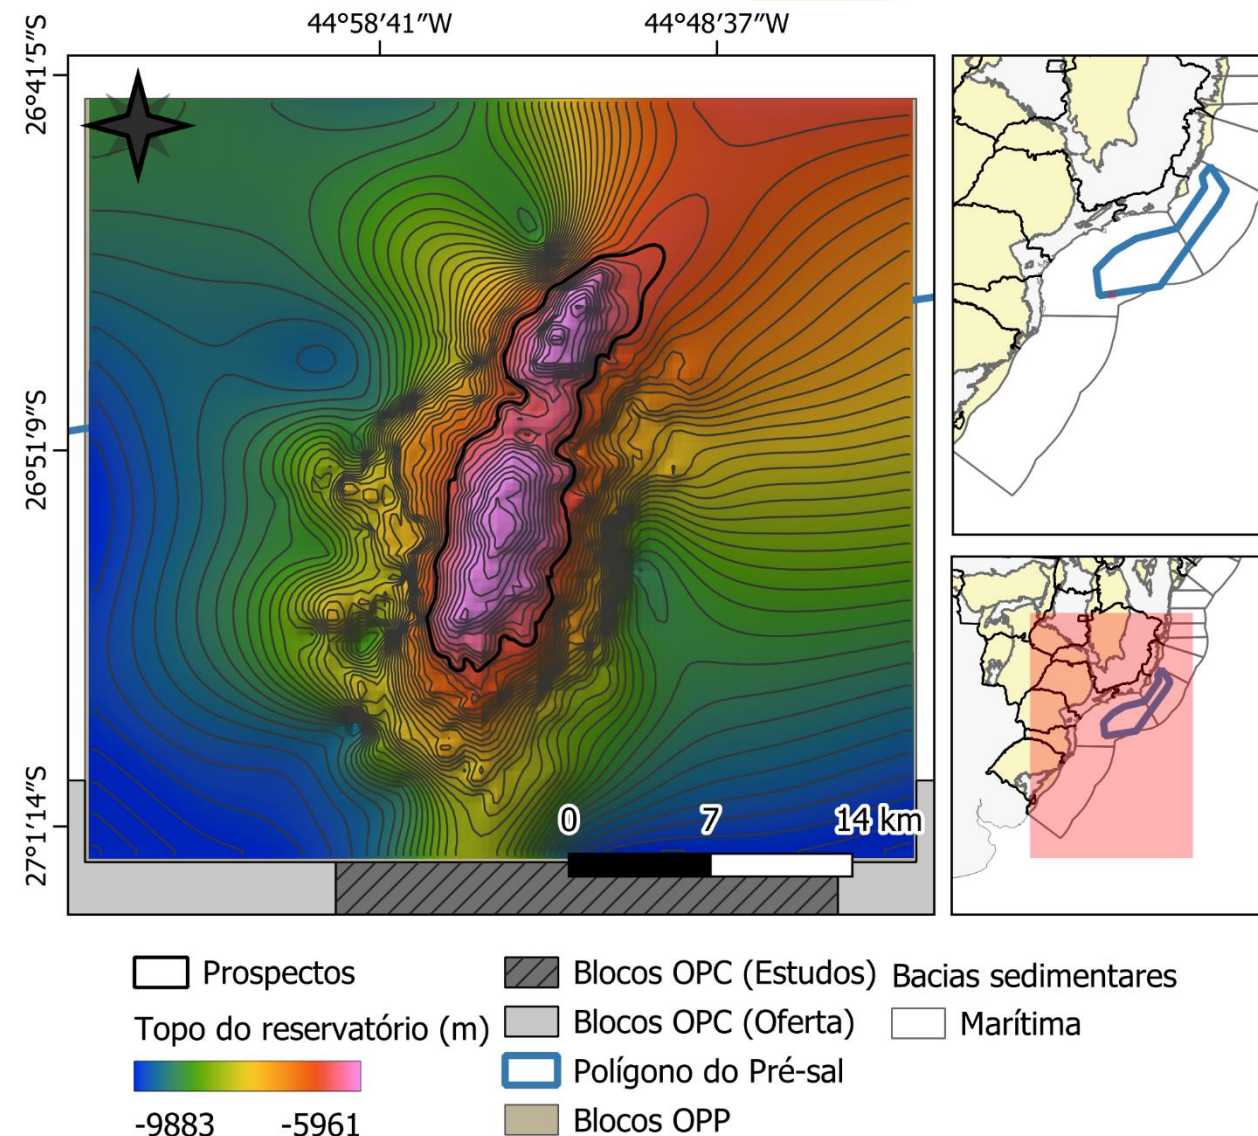 44°58′41″W 44°48′37″W
26°41′5″S
26°51′9″S
27°1′14″S
0 7 14 km
Prospectos
Topo do reservatório (m)
-9883 -5961
Blocos OPC (Estudos)
Blocos OPC (Oferta)
Polígono do Pré-sal
Blocos OPP
Bacias sedimentares
Marítima